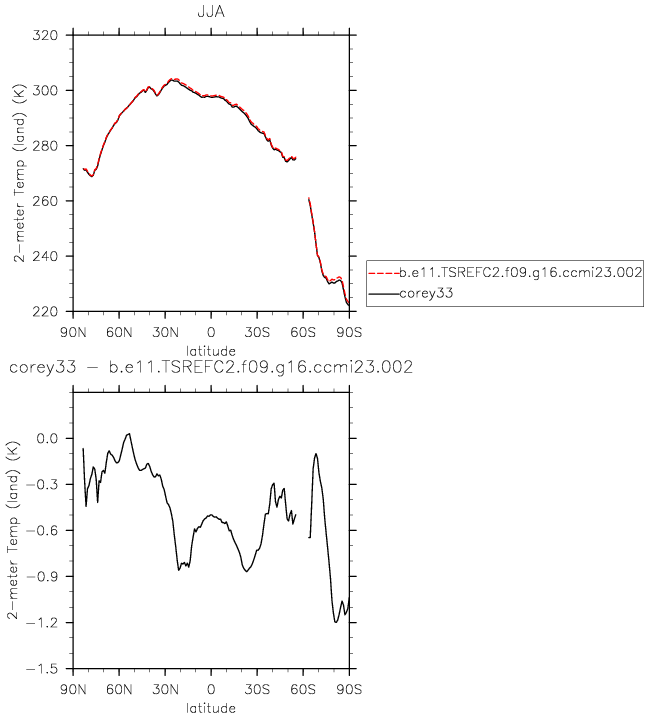 JJA
320
300
280
260
240
220
2-meter Temp (land) (K)
90N 60N 30N 0 30S 60S 90S
latitude
b.e11.TSREFC2.f09.g16.ccmi23.002
corey33
corey33 - b.e11.TSREFC2.f09.g16.ccmi23.002
0.0
-0.3
-0.6
-0.9
-1.2
-1.5
2-meter Temp (land) (K)
90N 60N 30N 0 30S 60S 90S
latitude